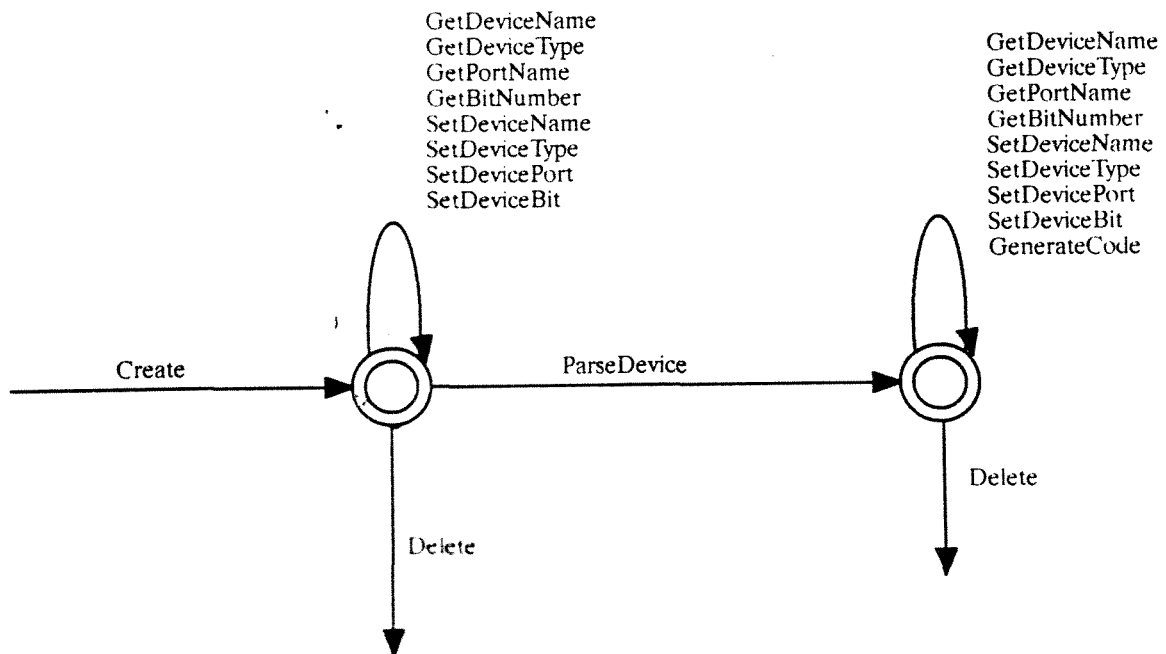 GetDeviceName
GetDeviceType
GetPortName
GetBitNumber
SetDeviceName
SetDeviceType
SetDevicePort
SetDeviceBit
GetDeviceName
GetDeviceType
GetPortName
GetBitNumber
SetDeviceName
SetDeviceType
SetDevicePort
SetDeviceBit
GenerateCode
Create
ParseDevice
Delete
Delete